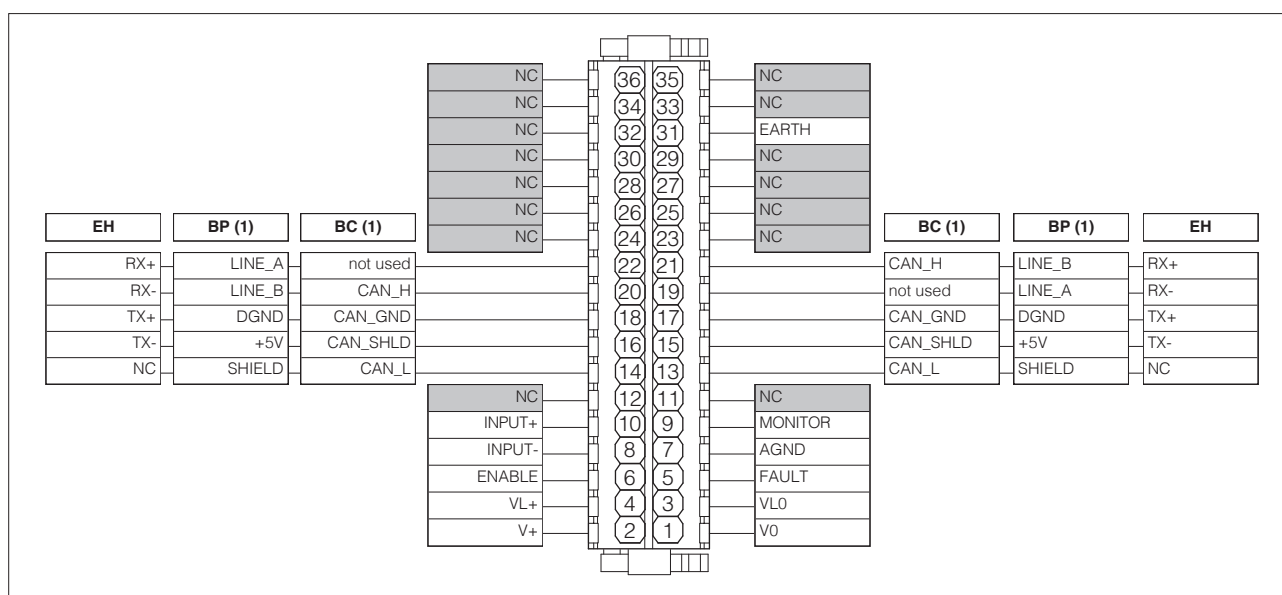 NC 36 35 NC
NC 34 33 NC
NC 32 31 EARTH
NC 30 29 NC
NC 28 27 NC
NC 26 25 NC
NC 24 23 NC
EH BP (1) BC (1) BC (1) BP (1) EH
RX+ LINE_A not used 22 21 CAN_H LINE_B RX+
RX- LINE_B CAN_H 20 19 not used LINE_A RX-
TX+ DGND CAN_GND 18 17 CAN_GND DGND TX+
TX- +5V CAN_SHLD 16 15 CAN_SHLD +5V TX-
NC SHIELD CAN_L 14 13 CAN_L SHIELD NC
NC 12 11 NC
INPUT+ 10 9 MONITOR
INPUT- 8 7 AGND
ENABLE 6 5 FAULT
VL+ 4 3 VL0
V+ 2 1 V0